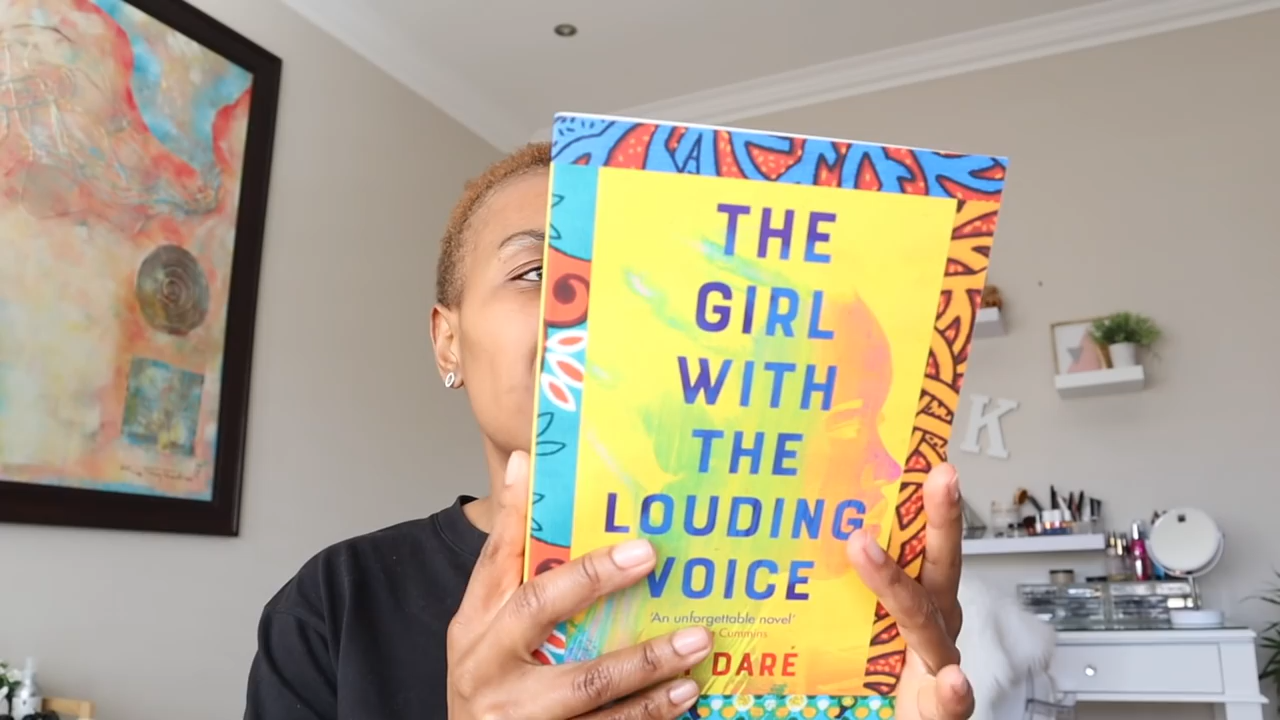 THE
GIRL
WITH
THE
LOUDING
VOICE
'An unforgettable novel'
Cummins
DARÉ
K